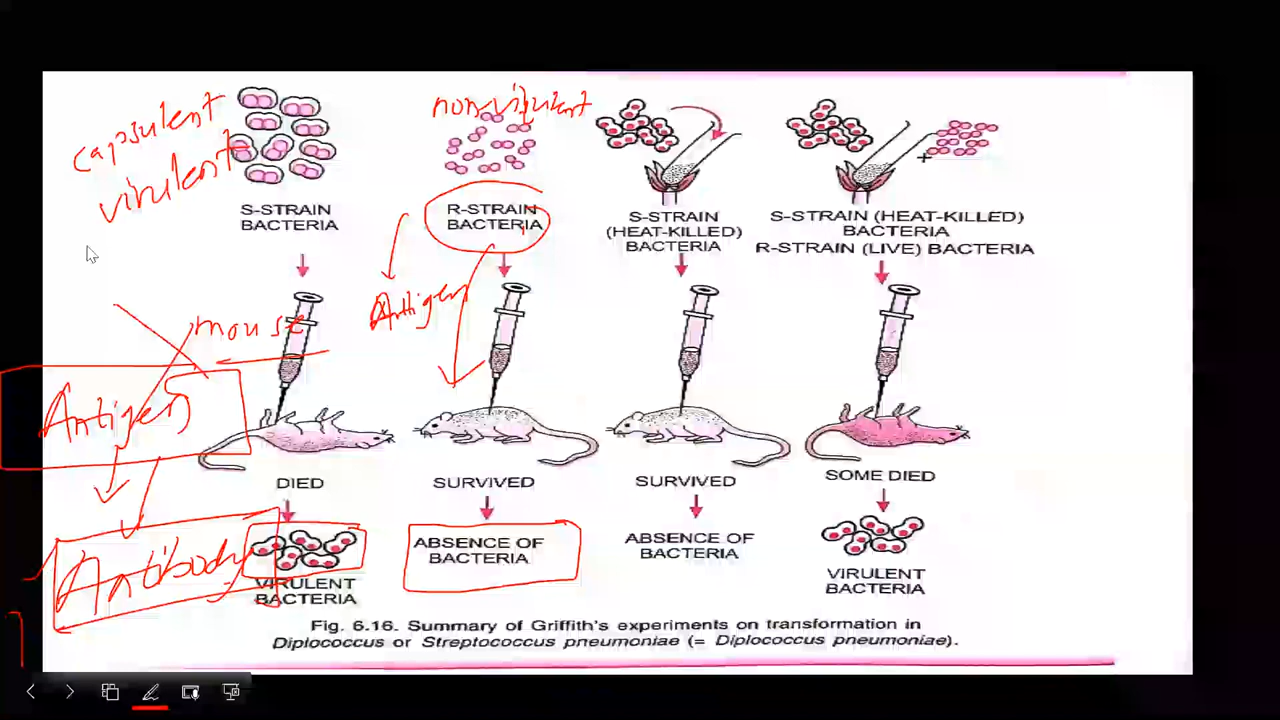 capsulent
virulent
non-virulent
S-STRAIN
BACTERIA
R-STRAIN
BACTERIA
S-STRAIN
(HEAT-KILLED)
BACTERIA
+
S-STRAIN (HEAT-KILLED)
BACTERIA
R-STRAIN (LIVE) BACTERIA
mouse
Antigen
Antigen
DIED
SURVIVED
SURVIVED
SOME DIED
Antibody
VIRULENT
BACTERIA
ABSENCE OF
BACTERIA
ABSENCE OF
BACTERIA
VIRULENT
BACTERIA
Fig. 6.16. Summary of Griffith's experiments on transformation in
Diplococcus or Streptococcus pneumoniae (= Diplococcus pneumoniae).